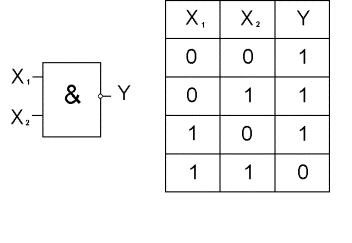 X₁
&
Y
X₂
X₁ X₂ Y
0 0 1
0 1 1
1 0 1
1 1 0